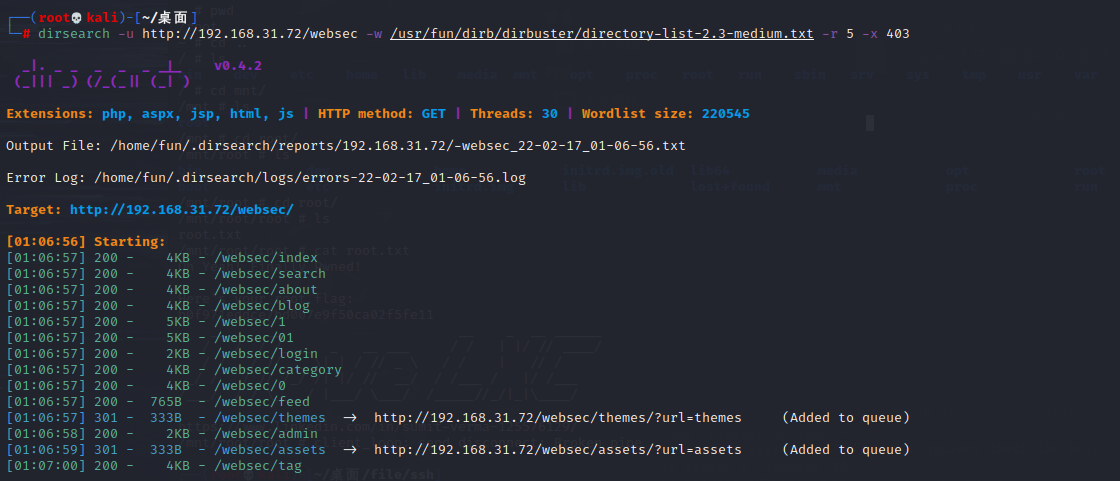 ┌──(root💀kali)-[~/桌面]
└─# dirsearch -u http://192.168.31.72/websec -w /usr/fun/dirb/dirbuster/directory-list-2.3-medium.txt -r 5 -x 403
v0.4.2
Extensions: php, aspx, jsp, html, js | HTTP method: GET | Threads: 30 | Wordlist size: 220545
Output File: /home/fun/.dirsearch/reports/192.168.31.72/-websec_22-02-17_01-06-56.txt
Error Log: /home/fun/.dirsearch/logs/errors-22-02-17_01-06-56.log
Target: http://192.168.31.72/websec/
[01:06:56] Starting:
[01:06:57] 200 - 4KB - /websec/index
[01:06:57] 200 - 4KB - /websec/search
[01:06:57] 200 - 4KB - /websec/about
[01:06:57] 200 - 4KB - /websec/blog
[01:06:57] 200 - 5KB - /websec/1
[01:06:57] 200 - 5KB - /websec/01
[01:06:57] 200 - 2KB - /websec/login
[01:06:57] 200 - 4KB - /websec/category
[01:06:57] 200 - 4KB - /websec/0
[01:06:57] 200 - 765B - /websec/feed
[01:06:57] 301 - 333B - /websec/themes → http://192.168.31.72/websec/themes/?url=themes (Added to queue)
[01:06:58] 200 - 2KB - /websec/admin
[01:06:59] 301 - 333B - /websec/assets → http://192.168.31.72/websec/assets/?url=assets (Added to queue)
[01:07:00] 200 - 4KB - /websec/tag